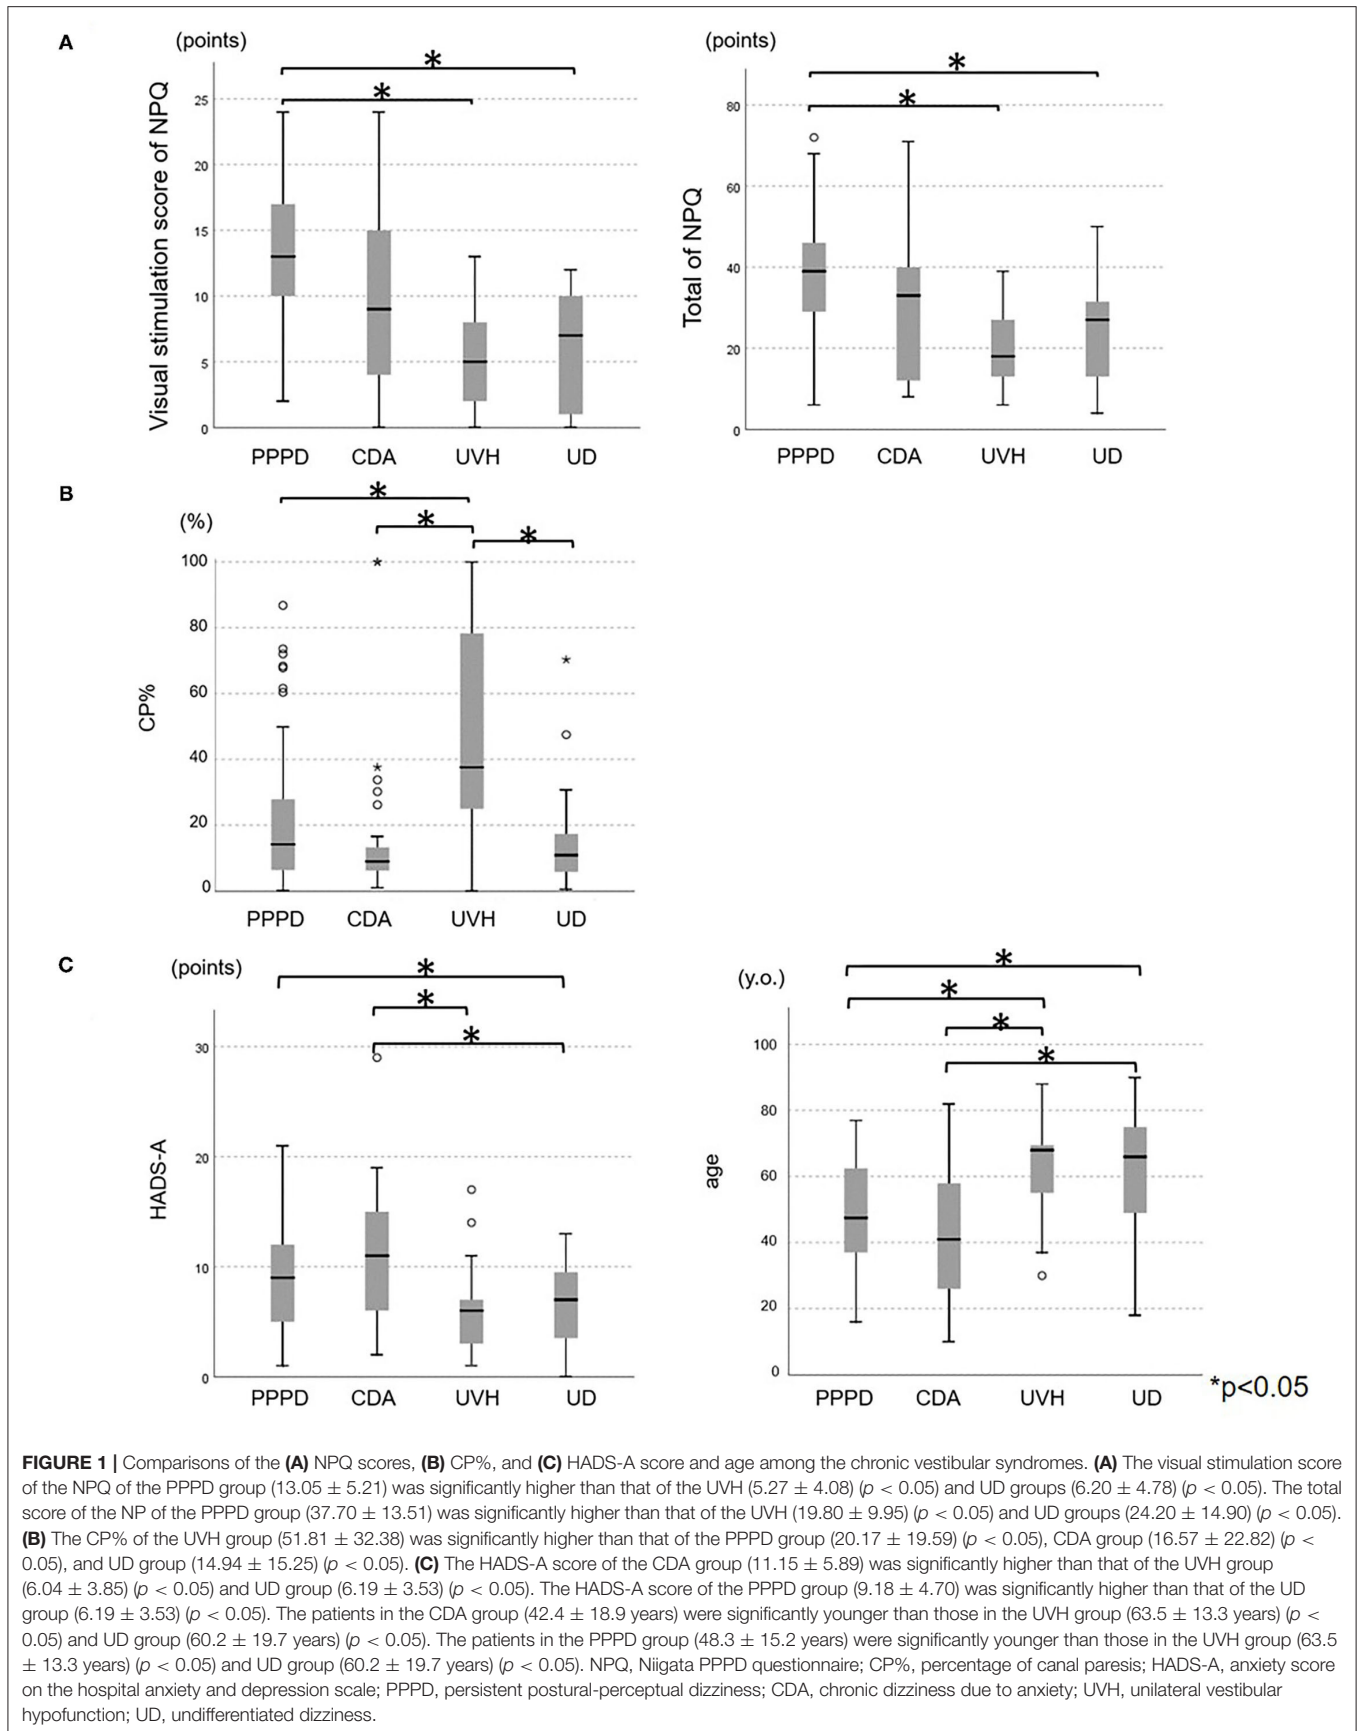 A
(points)
*
*
Visual stimulation score of NPQ
25
20
15
10
5
0
PPPD CDA UVH UD
(points)
*
*
Total of NPQ
80
60
40
20
0
PPPD CDA UVH UD
B
(%)
*
*
*
CP%
100
80
60
40
20
0
PPPD CDA UVH UD
C
(points)
*
*
*
HADS-A
30
20
10
0
PPPD CDA UVH UD
(y.o.)
*
*
*
*
age
100
80
60
40
20
0
PPPD CDA UVH UD
*p<0.05
FIGURE 1 | Comparisons of the (A) NPQ scores, (B) CP%, and (C) HADS-A score and age among the chronic vestibular syndromes. (A) The visual stimulation score
of the NPQ of the PPPD group (13.05 ± 5.21) was significantly higher than that of the UVH (5.27 ± 4.08) (p < 0.05) and UD groups (6.20 ± 4.78) (p < 0.05). The total
score of the NP of the PPPD group (37.70 ± 13.51) was significantly higher than that of the UVH (19.80 ± 9.95) (p < 0.05) and UD groups (24.20 ± 14.90) (p < 0.05).
(B) The CP% of the UVH group (51.81 ± 32.38) was significantly higher than that of the PPPD group (20.17 ± 19.59) (p < 0.05), CDA group (16.57 ± 22.82) (p <
0.05), and UD group (14.94 ± 15.25) (p < 0.05). (C) The HADS-A score of the CDA group (11.15 ± 5.89) was significantly higher than that of the UVH group
(6.04 ± 3.85) (p < 0.05) and UD group (6.19 ± 3.53) (p < 0.05). The HADS-A score of the PPPD group (9.18 ± 4.70) was significantly higher than that of the UD
group (6.19 ± 3.53) (p < 0.05). The patients in the CDA group (42.4 ± 18.9 years) were significantly younger than those in the UVH group (63.5 ± 13.3 years) (p <
0.05) and UD group (60.2 ± 19.7 years) (p < 0.05). The patients in the PPPD group (48.3 ± 15.2 years) were significantly younger than those in the UVH group (63.5
± 13.3 years) (p < 0.05) and UD group (60.2 ± 19.7 years) (p < 0.05). NPQ, Niigata PPPD questionnaire; CP%, percentage of canal paresis; HADS-A, anxiety score
on the hospital anxiety and depression scale; PPPD, persistent postural-perceptual dizziness; CDA, chronic dizziness due to anxiety; UVH, unilateral vestibular
hypofunction; UD, undifferentiated dizziness.